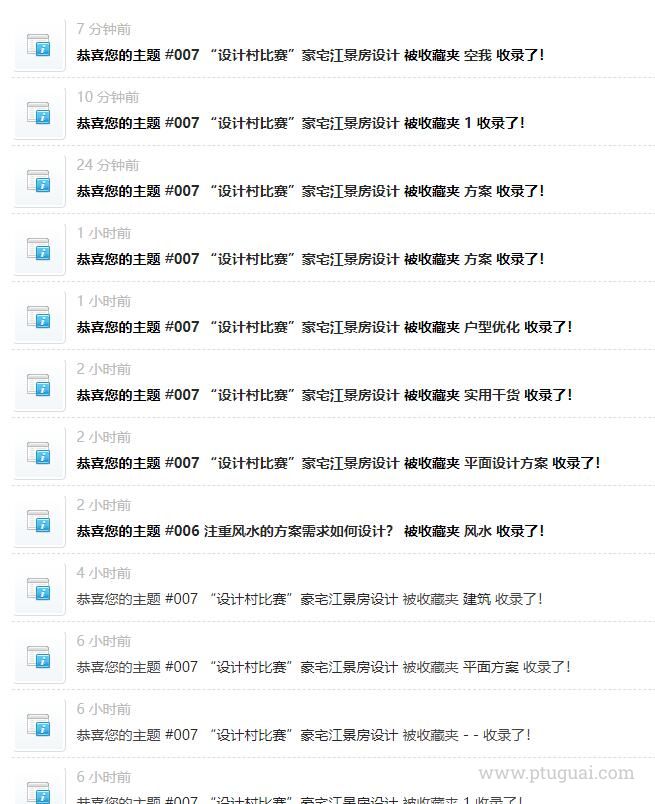 7 分钟前
恭喜您的主题 #007 “设计村比赛”豪宅江景房设计 被收藏夹 空我 收录了!
10 分钟前
恭喜您的主题 #007 “设计村比赛”豪宅江景房设计 被收藏夹 1 收录了!
24 分钟前
恭喜您的主题 #007 “设计村比赛”豪宅江景房设计 被收藏夹 方案 收录了!
1 小时前
恭喜您的主题 #007 “设计村比赛”豪宅江景房设计 被收藏夹 方案 收录了!
1 小时前
恭喜您的主题 #007 “设计村比赛”豪宅江景房设计 被收藏夹 户型优化 收录了!
2 小时前
恭喜您的主题 #007 “设计村比赛”豪宅江景房设计 被收藏夹 实用干货 收录了!
2 小时前
恭喜您的主题 #007 “设计村比赛”豪宅江景房设计 被收藏夹 平面设计方案 收录了!
2 小时前
恭喜您的主题 #006 注重风水的方案需求如何设计? 被收藏夹 风水 收录了!
4 小时前
恭喜您的主题 #007 “设计村比赛”豪宅江景房设计 被收藏夹 建筑 收录了!
6 小时前
恭喜您的主题 #007 “设计村比赛”豪宅江景房设计 被收藏夹 平面方案 收录了!
6 小时前
恭喜您的主题 #007 “设计村比赛”豪宅江景房设计 被收藏夹 - - 收录了!
6 小时前
www.ptuguai.com
恭喜您的主题 #007 “设计村比赛”豪宅江景房设计 被收藏夹 1 收录了!